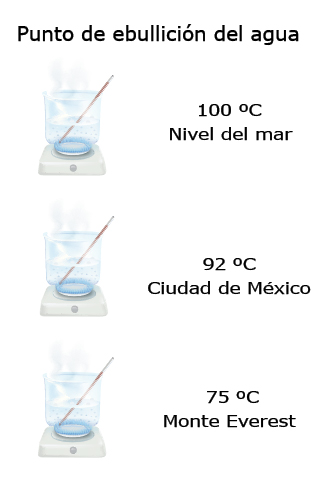 Punto de ebullición del agua
100 ºC
Nivel del mar
92 ºC
Ciudad de México
75 ºC
Monte Everest